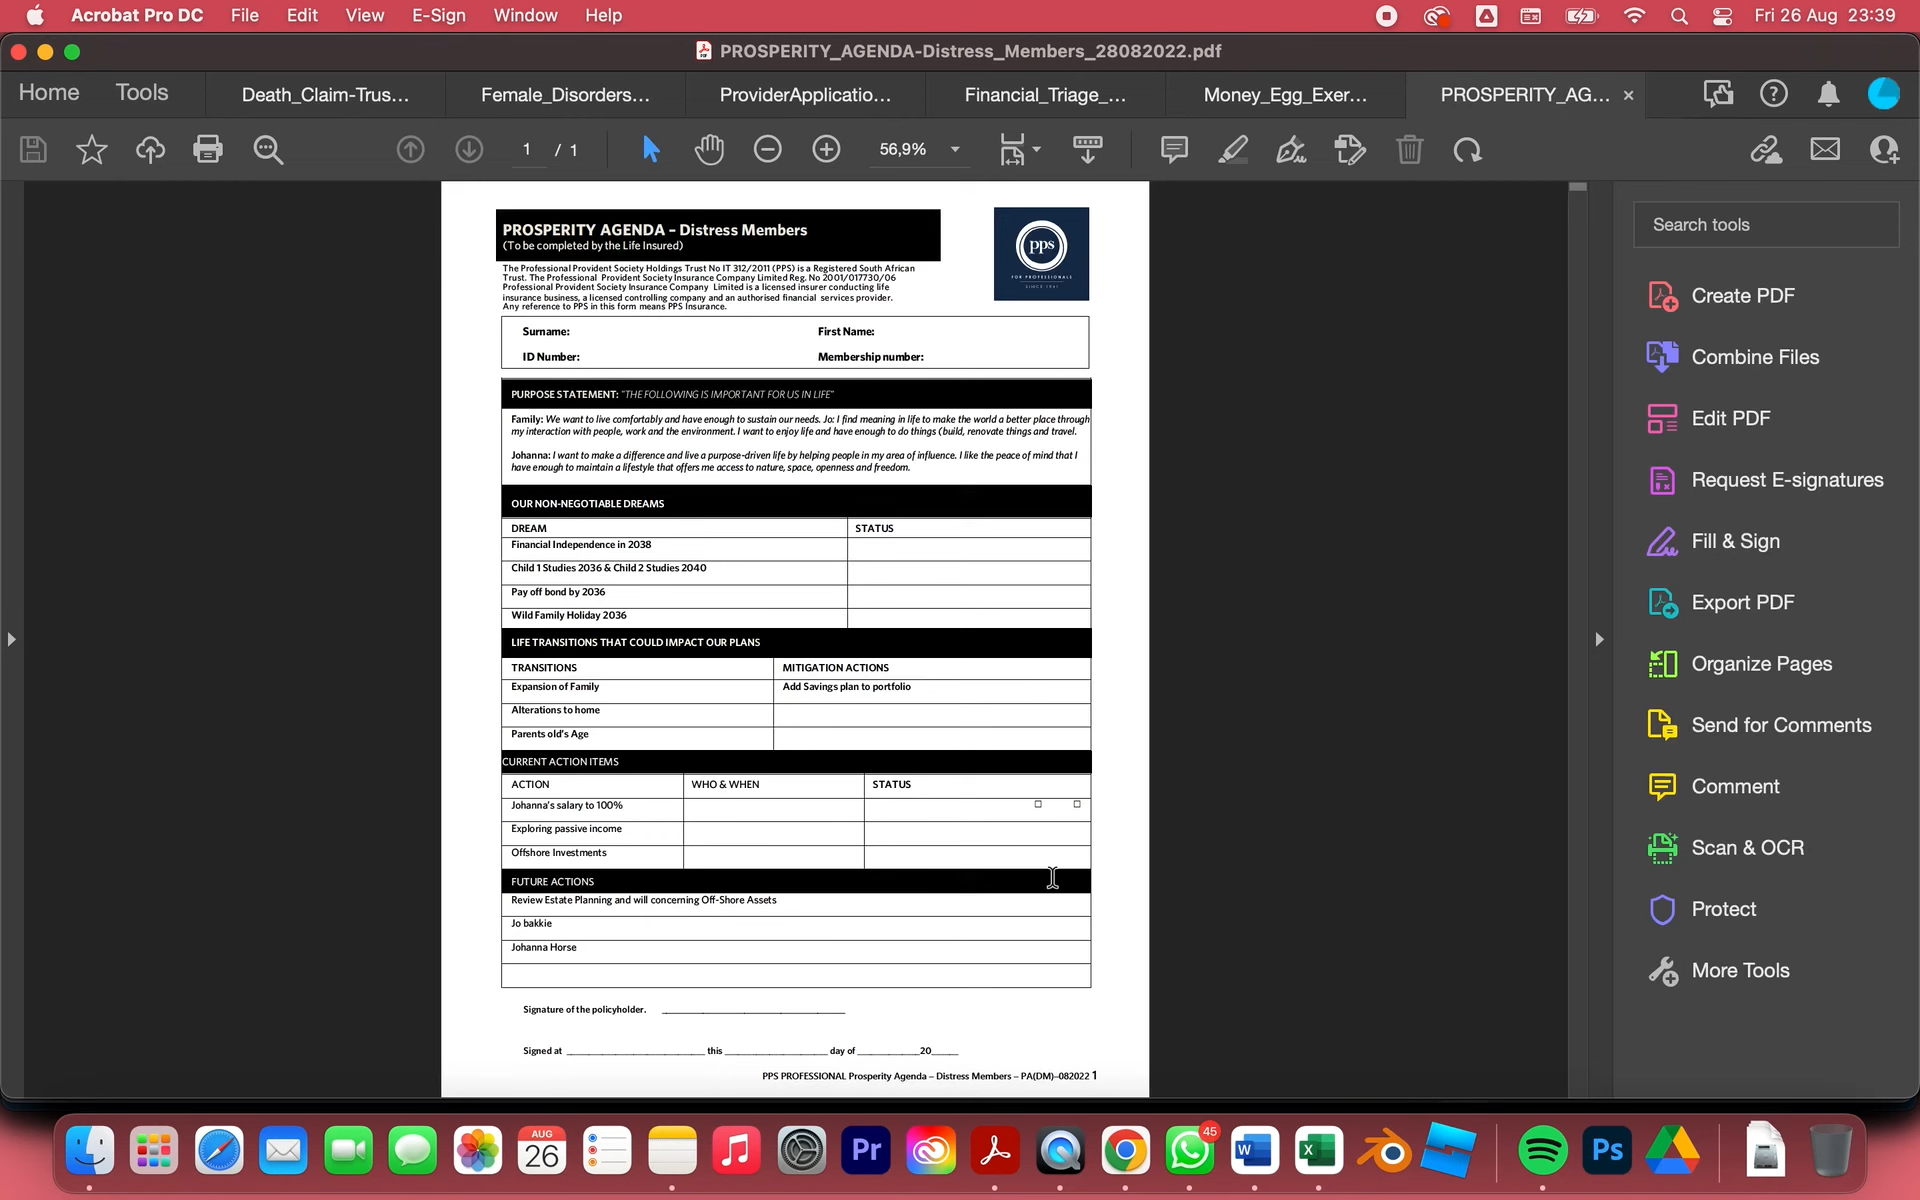 Acrobat Pro DC File Edit View E-Sign Window Help Fri 26 Aug 23:39
PROSPERITY_AGENDA-Distress_Members_28082022.pdf
Home Tools Death_Claim-Trus... Female_Disorders... ProviderApplicatio... Financial_Triage_... Money_Egg_Exer... PROSPERITY_AG...
1 / 1 56,9%
PROSPERITY AGENDA – Distress Members
(To be completed by the Life Insured)
pps
FOR PROFESSIONALS
SINCE 1941
The Professional Provident Society Holdings Trust No IT 312/2011 (PPS) is a Registered South African
Trust. The Professional Provident Society Insurance Company Limited Reg. No 2001/017730/06
Professional Provident Society Insurance Company Limited is a licensed insurer conducting life
insurance business, a licensed controlling company and an authorised financial services provider.
Any reference to PPS in this form means PPS Insurance.
Surname: First Name:
ID Number: Membership number:
PURPOSE STATEMENT: "THE FOLLOWING IS IMPORTANT FOR US IN LIFE"
Family: We want to live comfortably and have enough to sustain our needs. Jo: I find meaning in life to make the world a better place through
my interaction with people, work and the environment. I want to enjoy life and have enough to do things (build, renovate things and travel.
Johanna: I want to make a difference and live a purpose-driven life by helping people in my area of influence. I like the peace of mind that I
have enough to maintain a lifestyle that offers me access to nature, space, openness and freedom.
OUR NON-NEGOTIABLE DREAMS
DREAM STATUS
Financial Independence in 2038
Child 1 Studies 2036 & Child 2 Studies 2040
Pay off bond by 2036
Wild Family Holiday 2036
LIFE TRANSITIONS THAT COULD IMPACT OUR PLANS
TRANSITIONS MITIGATION ACTIONS
Expansion of Family Add Savings plan to portfolio
Alterations to home
Parents old's Age
CURRENT ACTION ITEMS
ACTION WHO & WHEN STATUS
Johanna's salary to 100%
Exploring passive income
Offshore Investments
FUTURE ACTIONS
Review Estate Planning and will concerning Off-Shore Assets
Jo bakkie
Johanna Horse
Signature of the policyholder. ____________________
Signed at ____________________ this ____________________ day of ____________20_____
PPS PROFESSIONAL Prosperity Agenda – Distress Members – PA(DM)–082022 1
Search tools
Create PDF
Combine Files
Edit PDF
Request E-signatures
Fill & Sign
Export PDF
Organize Pages
Send for Comments
Comment
Scan & OCR
Protect
More Tools
AUG
26
Pr
45
W
X
Ps